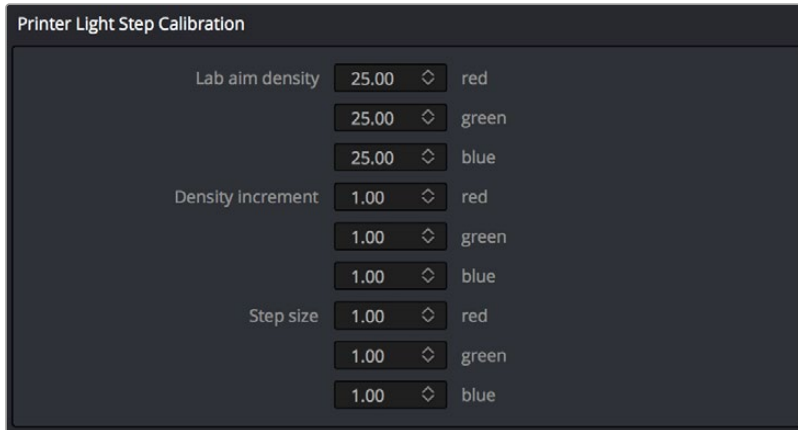 Printer Light Step Calibration
Lab aim density 25.00 red
25.00 green
25.00 blue
Density increment 1.00 red
1.00 green
1.00 blue
Step size 1.00 red
1.00 green
1.00 blue